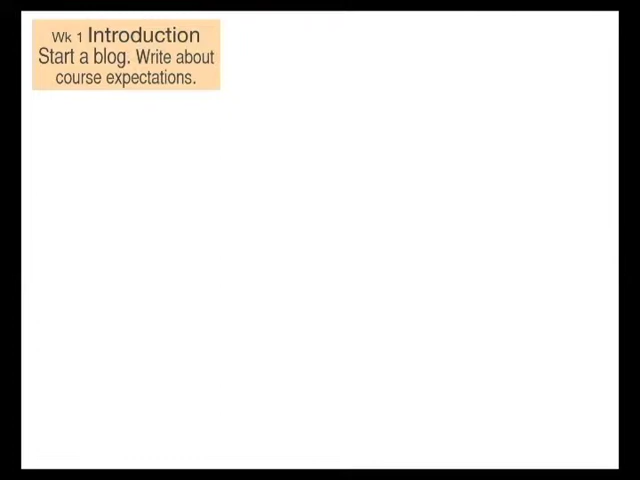 Wk 1 Introduction
Start a blog. Write about
course expectations.